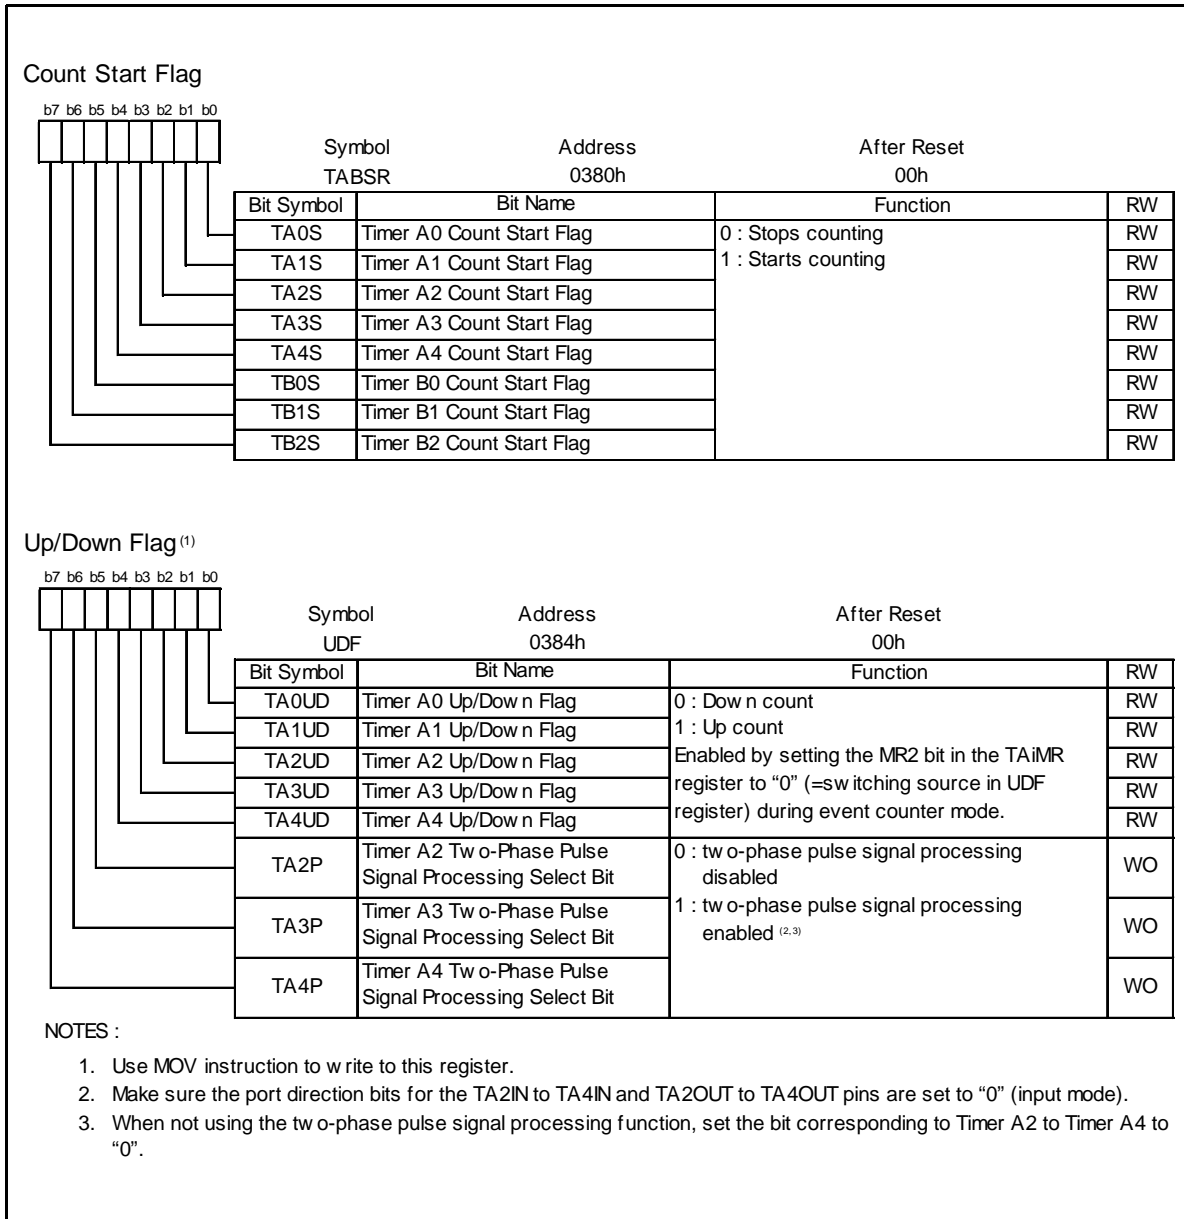 Count Start Flag
b7 b6 b5 b4 b3 b2 b1 b0
Symbol Address After Reset
TABSR 0380h 00h
Bit Symbol Bit Name Function RW
TA0S Timer A0 Count Start Flag 0 : Stops counting RW
TA1S Timer A1 Count Start Flag 1 : Starts counting RW
TA2S Timer A2 Count Start Flag RW
TA3S Timer A3 Count Start Flag RW
TA4S Timer A4 Count Start Flag RW
TB0S Timer B0 Count Start Flag RW
TB1S Timer B1 Count Start Flag RW
TB2S Timer B2 Count Start Flag RW
Up/Down Flag (1)
b7 b6 b5 b4 b3 b2 b1 b0
Symbol Address After Reset
UDF 0384h 00h
Bit Symbol Bit Name Function RW
TA0UD Timer A0 Up/Down Flag 0 : Down count RW
TA1UD Timer A1 Up/Down Flag 1 : Up count RW
TA2UD Timer A2 Up/Down Flag Enabled by setting the MR2 bit in the TAiMR RW
TA3UD Timer A3 Up/Down Flag register to “0” (=switching source in UDF RW
TA4UD Timer A4 Up/Down Flag register) during event counter mode. RW
Timer A2 Two-Phase Pulse 0 : two-phase pulse signal processing
TA2P WO
Signal Processing Select Bit disabled
Timer A3 Two-Phase Pulse 1 : two-phase pulse signal processing
TA3P WO
Signal Processing Select Bit enabled (2,3)
Timer A4 Two-Phase Pulse
TA4P WO
Signal Processing Select Bit
NOTES :
1. Use MOV instruction to write to this register.
2. Make sure the port direction bits for the TA2IN to TA4IN and TA2OUT to TA4OUT pins are set to “0” (input mode).
3. When not using the two-phase pulse signal processing function, set the bit corresponding to Timer A2 to Timer A4 to
“0”.